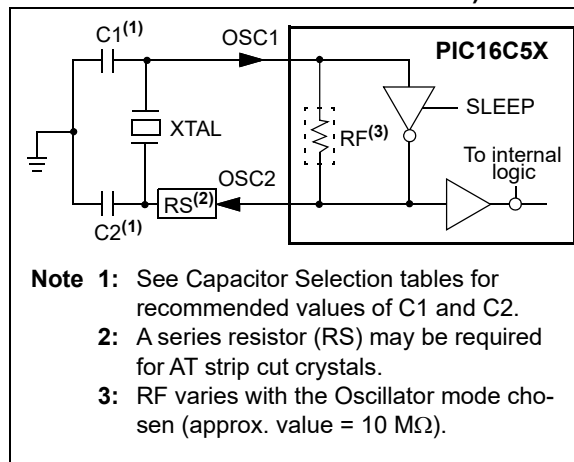 C1(1)
OSC1
PIC16C5X
SLEEP
XTAL
RF(3)
To internal
logic
OSC2
RS(2)
C2(1)
Note 1: See Capacitor Selection tables for
recommended values of C1 and C2.
2: A series resistor (RS) may be required
for AT strip cut crystals.
3: RF varies with the Oscillator mode cho-
sen (approx. value = 10 MΩ).